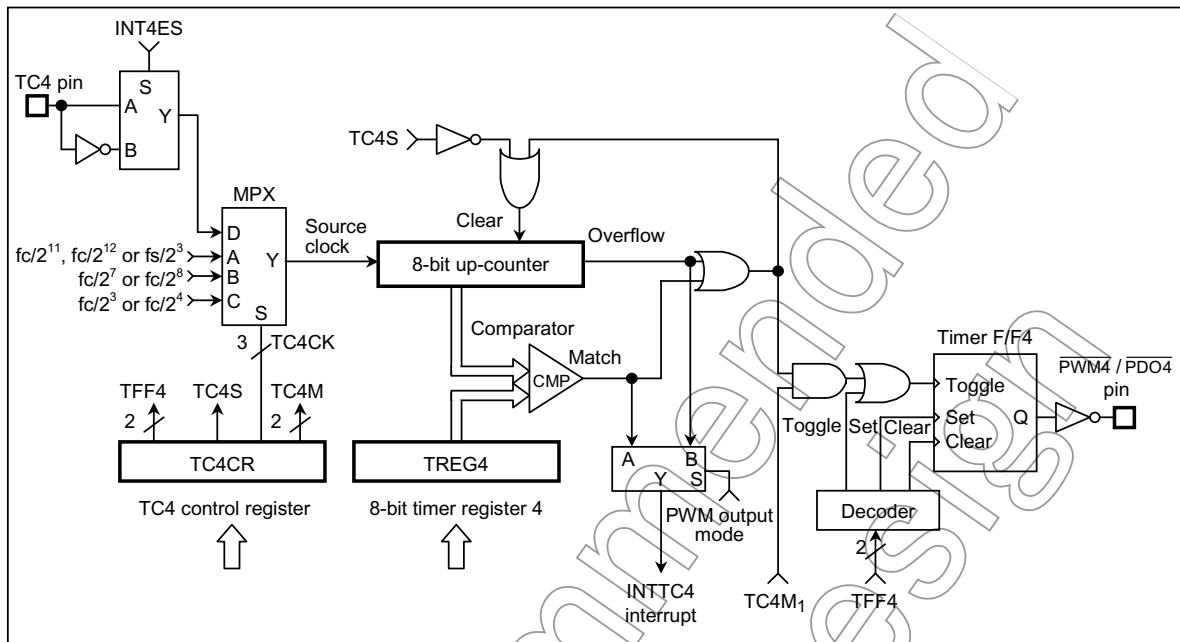 INT4ES
TC4 pin
S
A
Y
B
TC4S
MPX
D
A
Y
B
C
S
fc/2¹¹, fc/2¹² or fs/2³
fc/2⁷ or fc/2⁸
fc/2³ or fc/2⁴
Source
clock
Clear
8-bit up-counter
Overflow
3
TC4CK
Comparator
CMP
Match
TFF4
TC4S
TC4M
2
2
TC4CR
TC4 control register
TREG4
8-bit timer register 4
A
B
Y
S
PWM output
mode
INTTC4
interrupt
TC4M₁
Timer F/F4
Toggle
Set
Clear
Q
PWM4 / PDO4
pin
Toggle
Set
Clear
Decoder
2
TFF4
mmended
esign